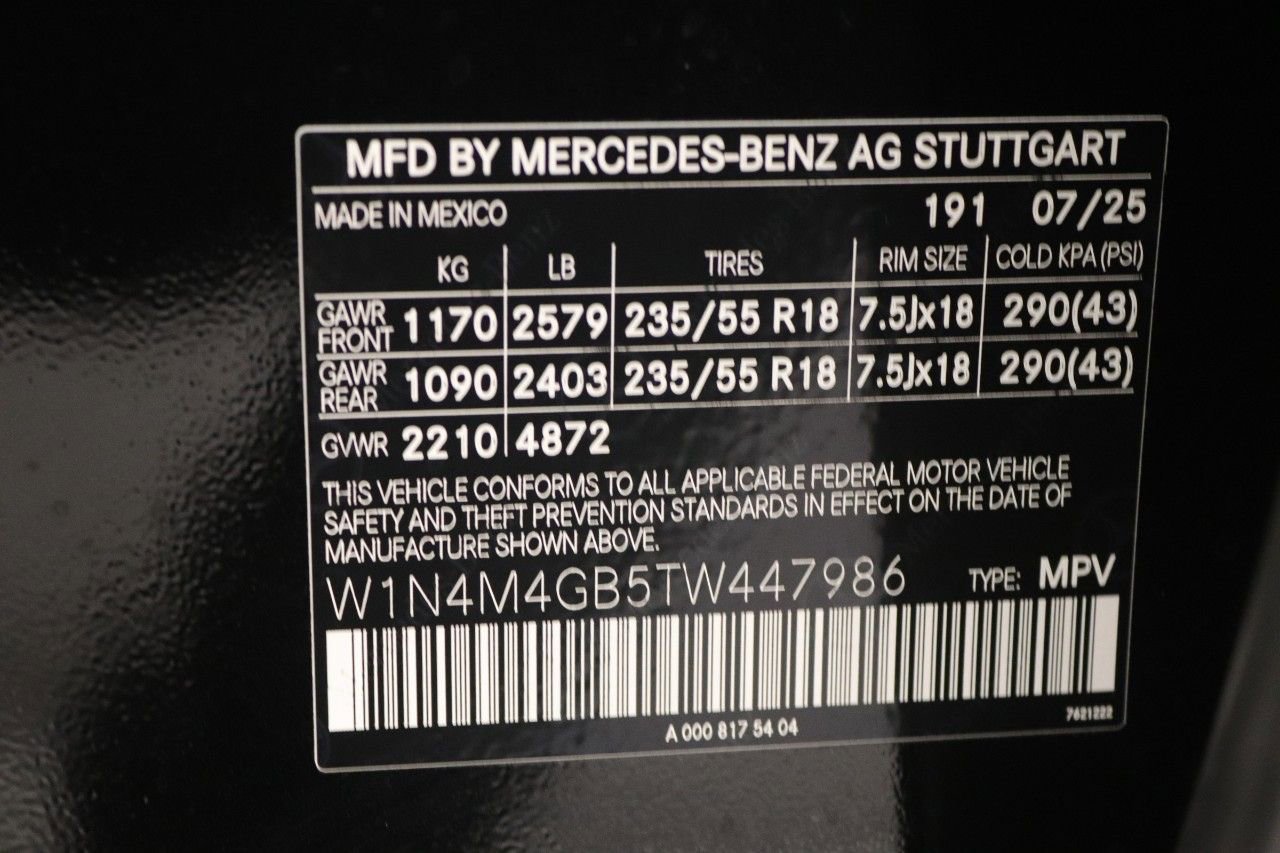 MFD BY MERCEDES-BENZ AG STUTTGART
MADE IN MEXICO 191 07/25
KG LB TIRES RIM SIZE COLD KPA (PSI)
GAWR FRONT 1170 2579 235/55 R18 7.5Jx18 290(43)
GAWR REAR 1090 2403 235/55 R18 7.5Jx18 290(43)
GVWR 2210 4872
THIS VEHICLE CONFORMS TO ALL APPLICABLE FEDERAL MOTOR VEHICLE
SAFETY AND THEFT PREVENTION STANDARDS IN EFFECT ON THE DATE OF
MANUFACTURE SHOWN ABOVE.
W1N4M4GB5TW447986 TYPE: MPV
A 000 817 54 04
7621222